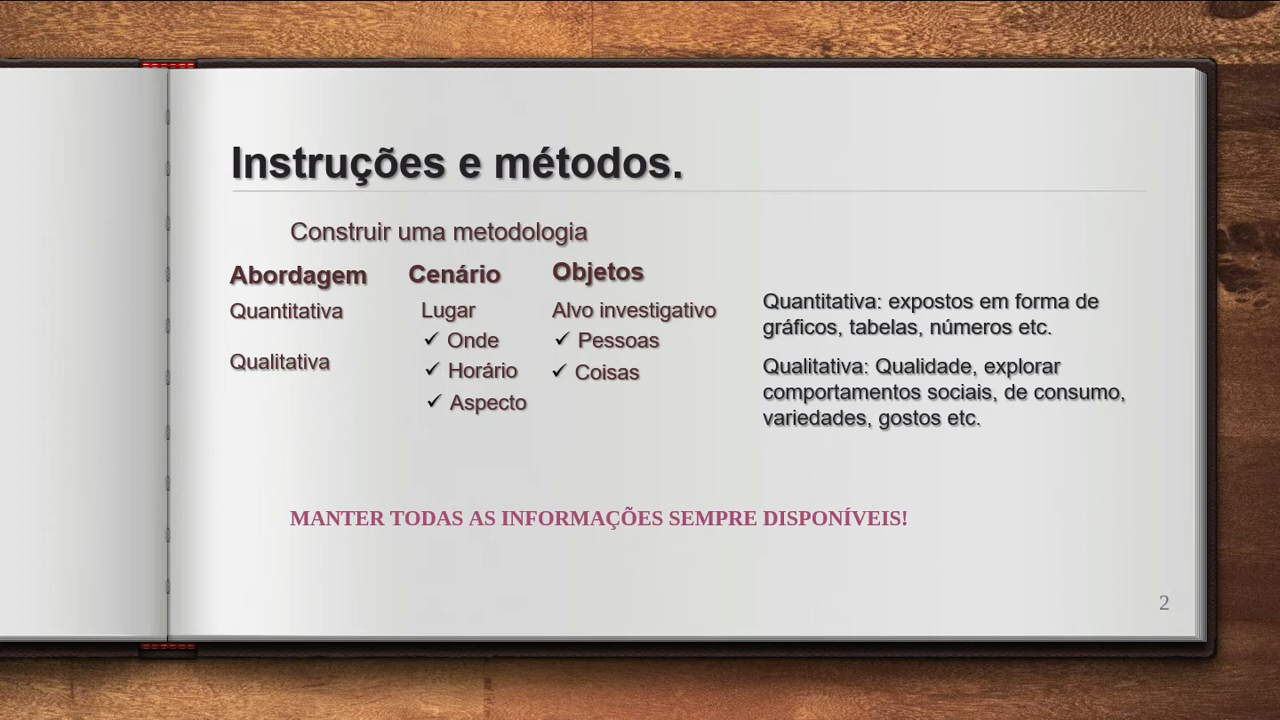 Instruções e métodos.
Construir uma metodologia
Abordagem
Quantitativa
Qualitativa
Cenário
Lugar
✓ Onde
✓ Horário
✓ Aspecto
Objetos
Alvo investigativo
✓ Pessoas
✓ Coisas
Quantitativa: expostos em forma de
gráficos, tabelas, números etc.
Qualitativa: Qualidade, explorar
comportamentos sociais, de consumo,
variedades, gostos etc.
MANTER TODAS AS INFORMAÇÕES SEMPRE DISPONÍVEIS!
2